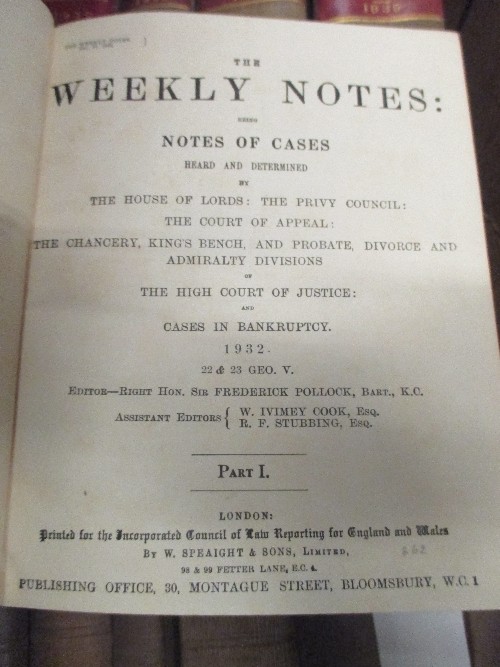 1930
THE WEEKLY NOTES,
THE
WEEKLY NOTES:
BEING
NOTES OF CASES
HEARD AND DETERMINED
BY
THE HOUSE OF LORDS: THE PRIVY COUNCIL:
THE COURT OF APPEAL:
THE CHANCERY, KING'S BENCH, AND PROBATE, DIVORCE AND
ADMIRALTY DIVISIONS
OF
THE HIGH COURT OF JUSTICE:
AND
CASES IN BANKRUPTCY.
1932.
22 & 23 GEO. V.
EDITOR—RIGHT HON. SIR FREDERICK POLLOCK, BART., K.C.
ASSISTANT EDITORS { W. IVIMEY COOK, ESQ.
R. F. STUBBING, ESQ.
PART I.
LONDON:
Printed for the Incorporated Council of Law Reporting for England and Wales
BY W. SPEAIGHT & SONS, LIMITED,
98 & 99 FETTER LANE, E.C. 4.
PUBLISHING OFFICE, 30, MONTAGUE STREET, BLOOMSBURY, W.C. 1